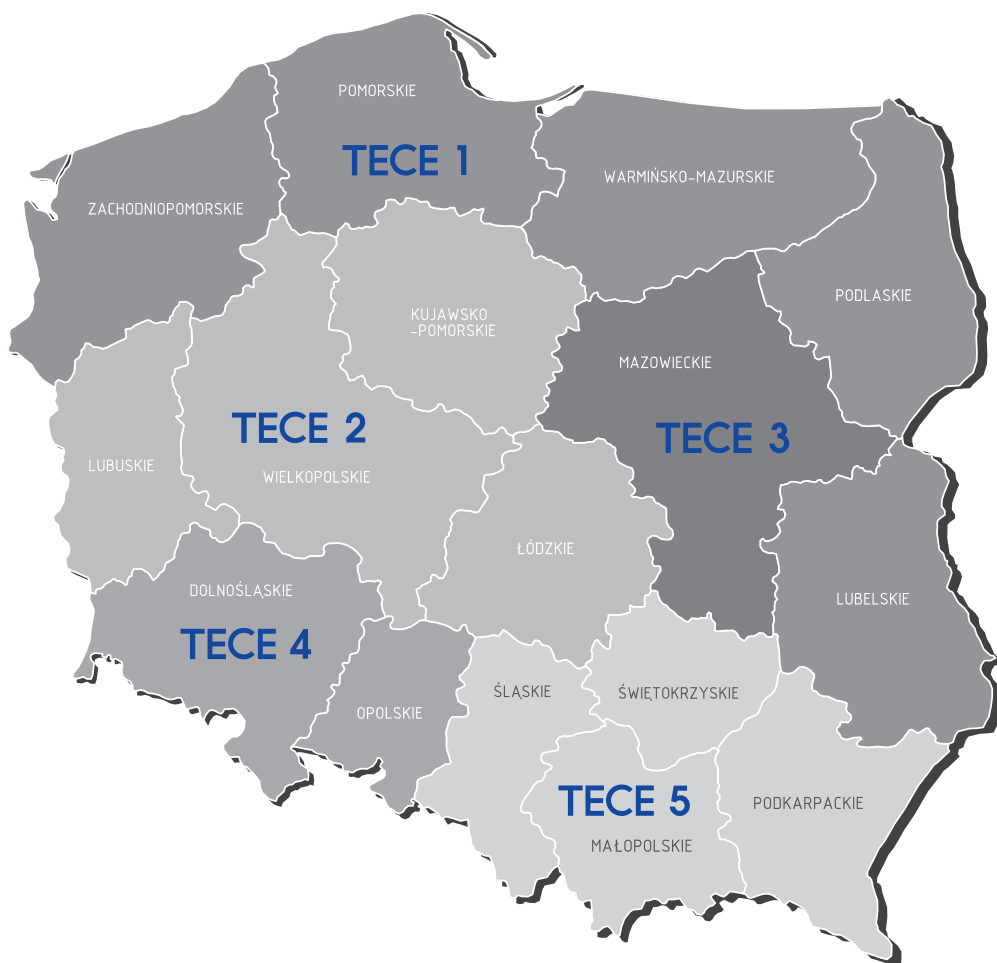 POMORSKIE
TECE 1
WARMIŃSKO-MAZURSKIE
ZACHODNIOPOMORSKIE
PODLASKIE
KUJAWSKO
-POMORSKIE
MAZOWIECKIE
TECE 2
TECE 3
LUBUSKIE
WIELKOPOLSKIE
ŁÓDZKIE
DOLNOŚLĄSKIE
LUBELSKIE
TECE 4
ŚLĄSKIE
ŚWIĘTOKRZYSKIE
OPOLSKIE
TECE 5
PODKARPACKIE
MAŁOPOLSKIE